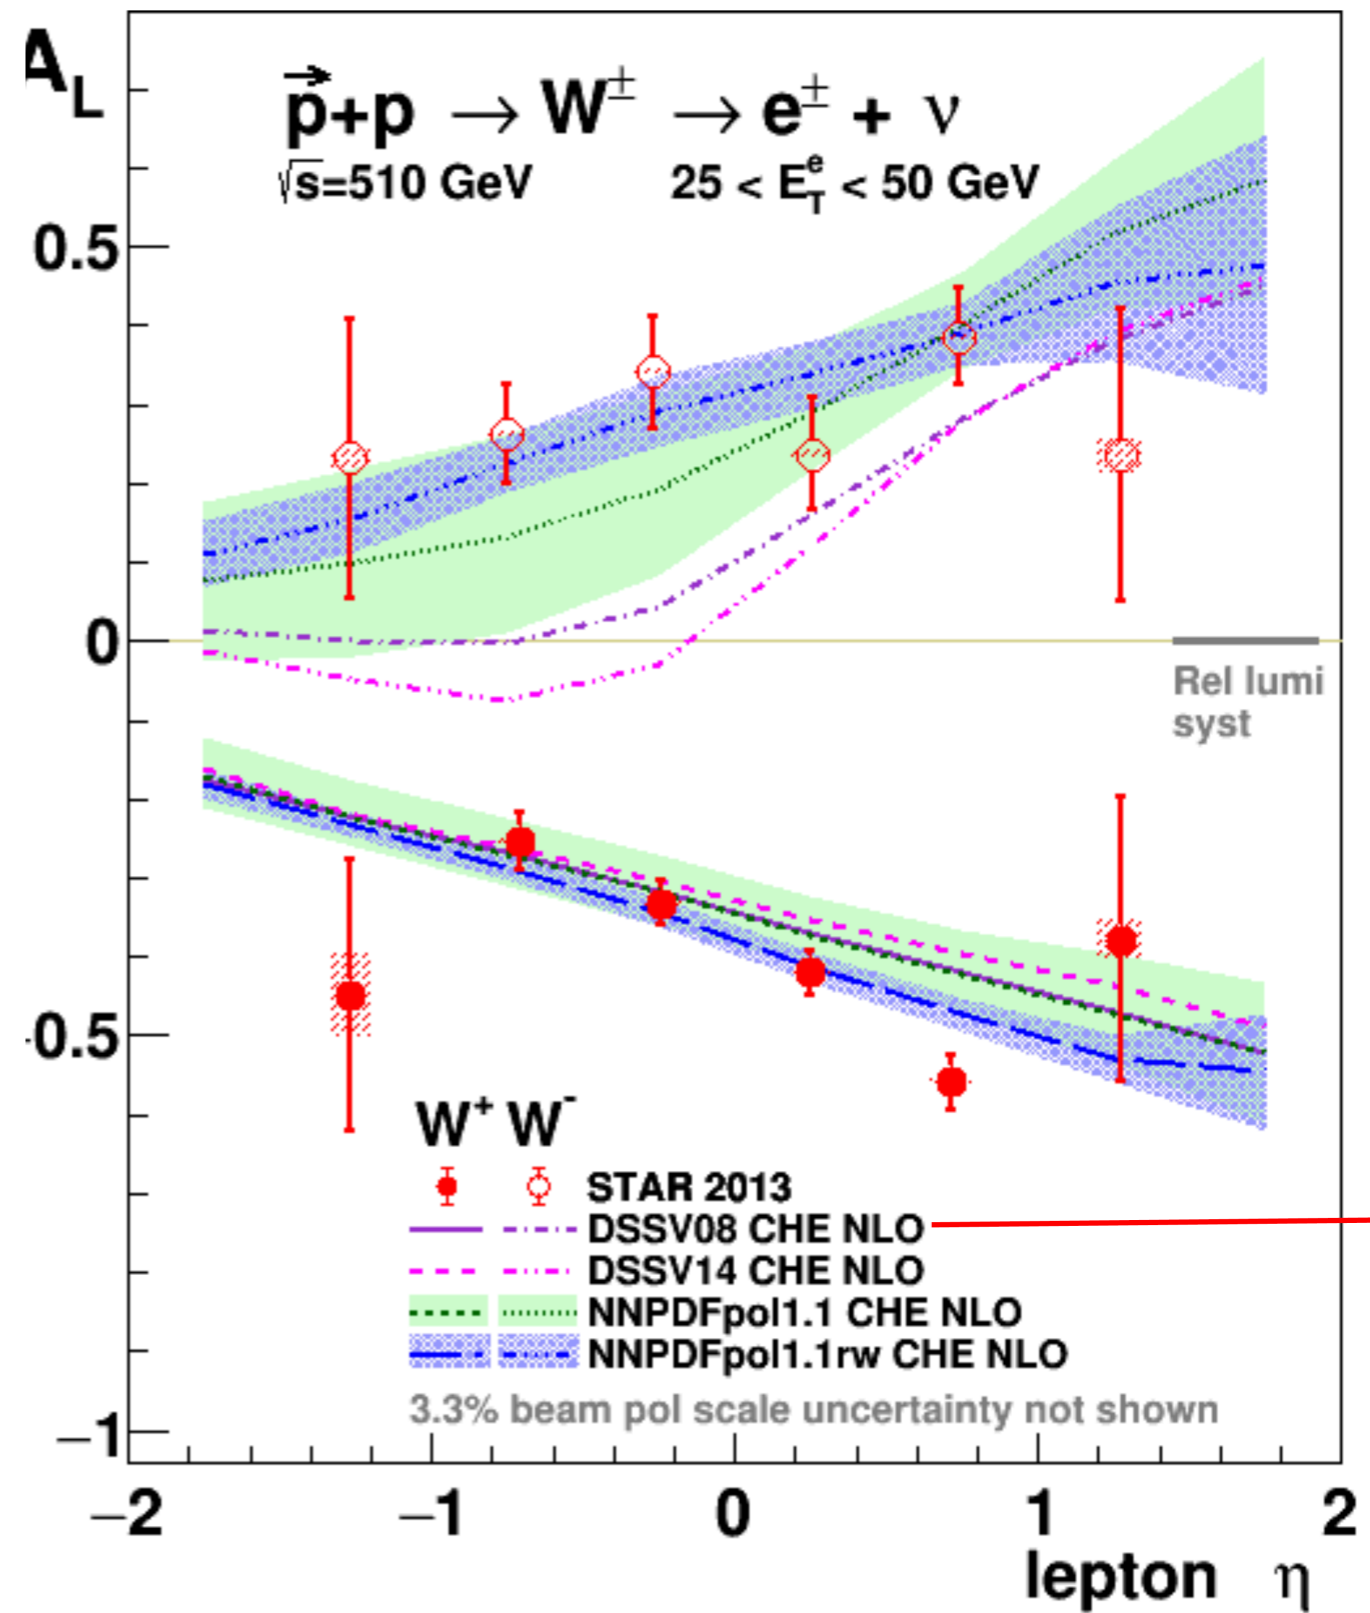 A_L
p⃗+p → W^± → e^± + ν
√s=510 GeV 25 < E_T^e < 50 GeV
0.5
0
Rel lumi
syst
-0.5
W^+ W^-
STAR 2013
DSSV08 CHE NLO
DSSV14 CHE NLO
NNPDFpol1.1 CHE NLO
NNPDFpol1.1rw CHE NLO
3.3% beam pol scale uncertainty not shown
−1
−2 −1 0 1 2
lepton η